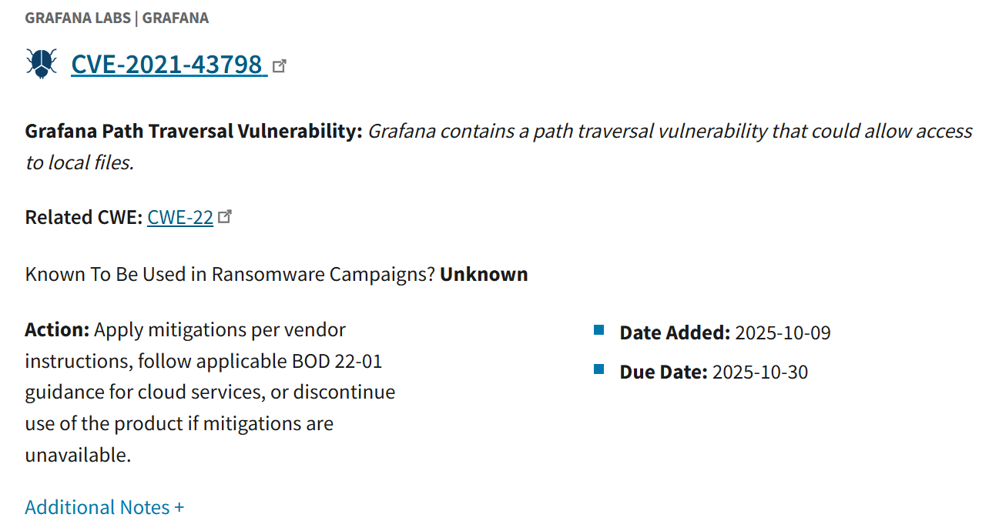 GRAFANA LABS | GRAFANA
CVE-2021-43798
Grafana Path Traversal Vulnerability: Grafana contains a path traversal vulnerability that could allow access
to local files.
Related CWE: CWE-22
Known To Be Used in Ransomware Campaigns? Unknown
Action: Apply mitigations per vendor
instructions, follow applicable BOD 22-01
guidance for cloud services, or discontinue
use of the product if mitigations are
unavailable.
Date Added: 2025-10-09
Due Date: 2025-10-30
Additional Notes +